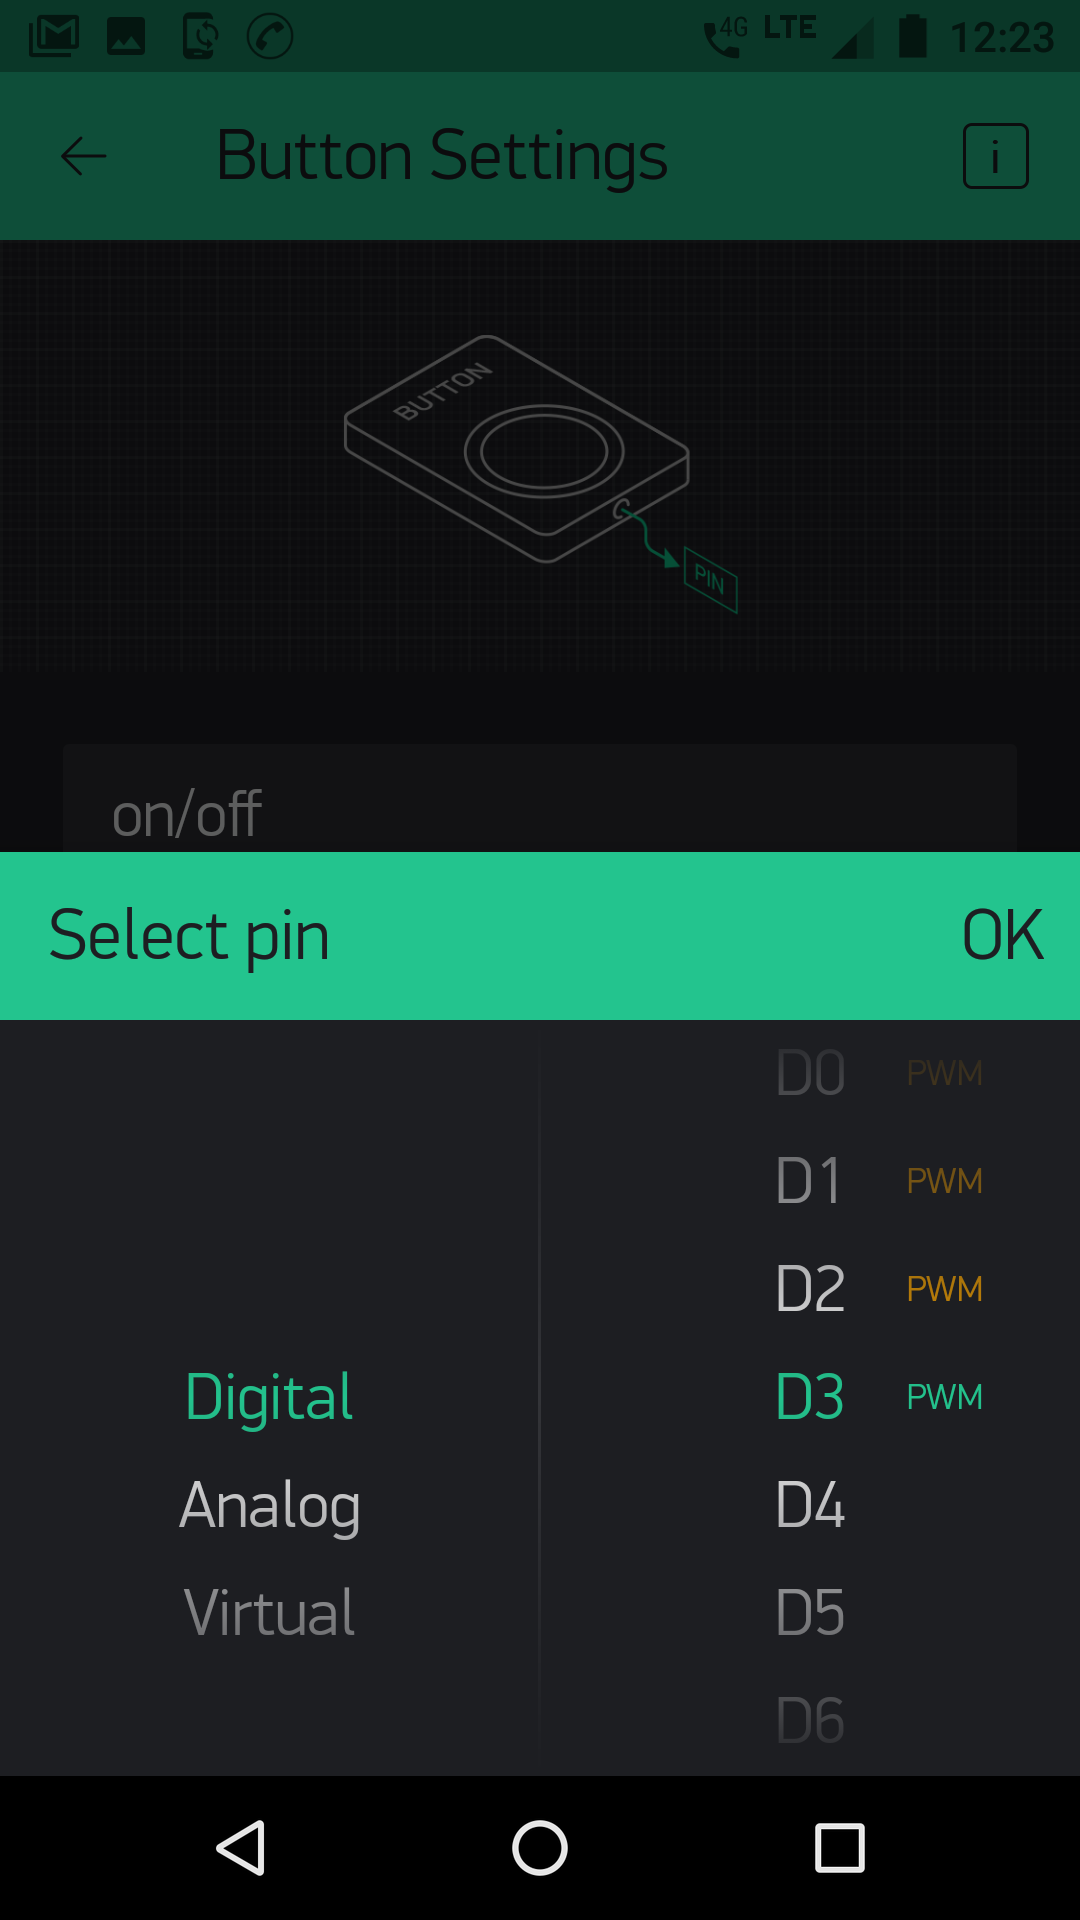 4G LTE 12:23
Button Settings i
BUTTON
PIN
on/off
Select pin OK
D0 PWM
D1 PWM
D2 PWM
Digital D3 PWM
Analog D4
Virtual D5
D6